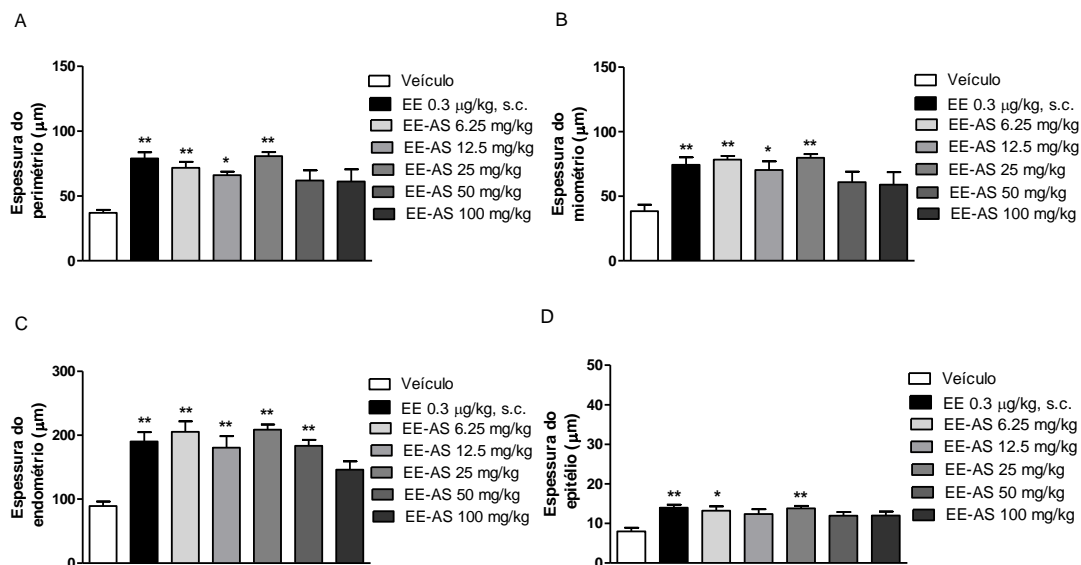 A
Espessura do
perimétrio (μm)
150
100
50
0
**
**
*
**
Veículo
EE 0.3 μg/kg, s.c.
EE-AS 6.25 mg/kg
EE-AS 12.5 mg/kg
EE-AS 25 mg/kg
EE-AS 50 mg/kg
EE-AS 100 mg/kg
B
Espessura do
miométrio (μm)
150
100
50
0
**
**
*
**
Veículo
EE 0.3 μg/kg, s.c.
EE-AS 6.25 mg/kg
EE-AS 12.5 mg/kg
EE-AS 25 mg/kg
EE-AS 50 mg/kg
EE-AS 100 mg/kg
C
Espessura do
endométrio (μm)
300
200
100
0
**
**
**
**
**
Veículo
EE 0.3 μg/kg, s.c.
EE-AS 6.25 mg/kg
EE-AS 12.5 mg/kg
EE-AS 25 mg/kg
EE-AS 50 mg/kg
EE-AS 100 mg/kg
D
Espessura do
epitélio (μm)
50
40
30
20
10
0
**
*
**
Veículo
EE 0.3 μg/kg, s.c.
EE-AS 6.25 mg/kg
EE-AS 12.5 mg/kg
EE-AS 25 mg/kg
EE-AS 50 mg/kg
EE-AS 100 mg/kg